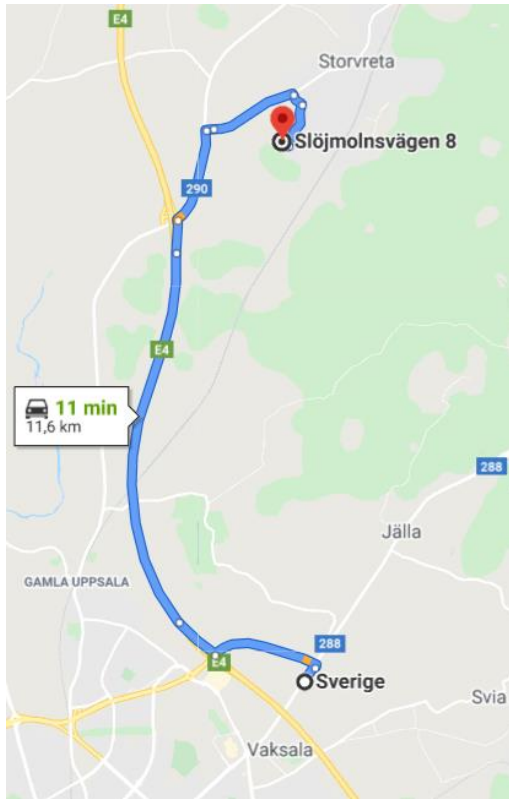 E4
Storvreta
Slöjmolnsvägen 8
290
E4
11 min
11,6 km
288
Jälla
GAMLA UPPSALA
288
E4
Sverige
Svia
Vaksala